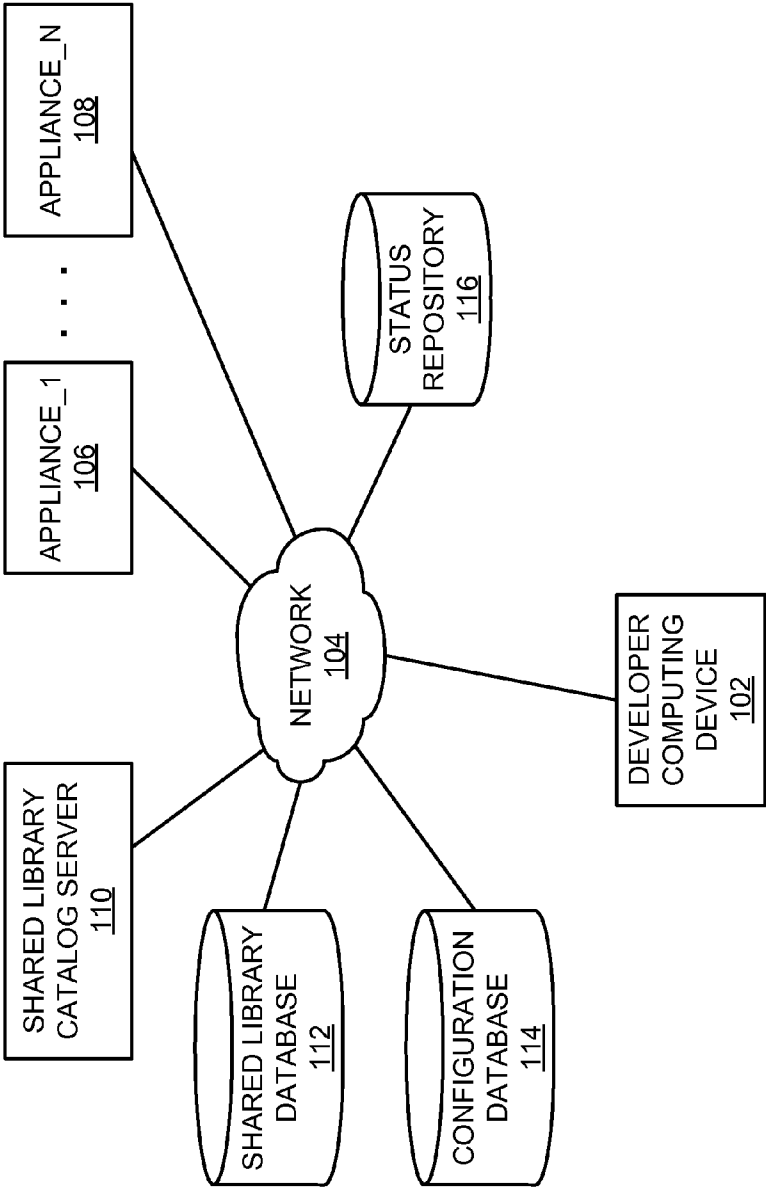 SHARED LIBRARY
CATALOG SERVER
110
APPLIANCE_1
106
. . .
APPLIANCE_N
108
SHARED LIBRARY
DATABASE
112
NETWORK
104
STATUS
REPOSITORY
116
CONFIGURATION
DATABASE
114
DEVELOPER
COMPUTING
DEVICE
102